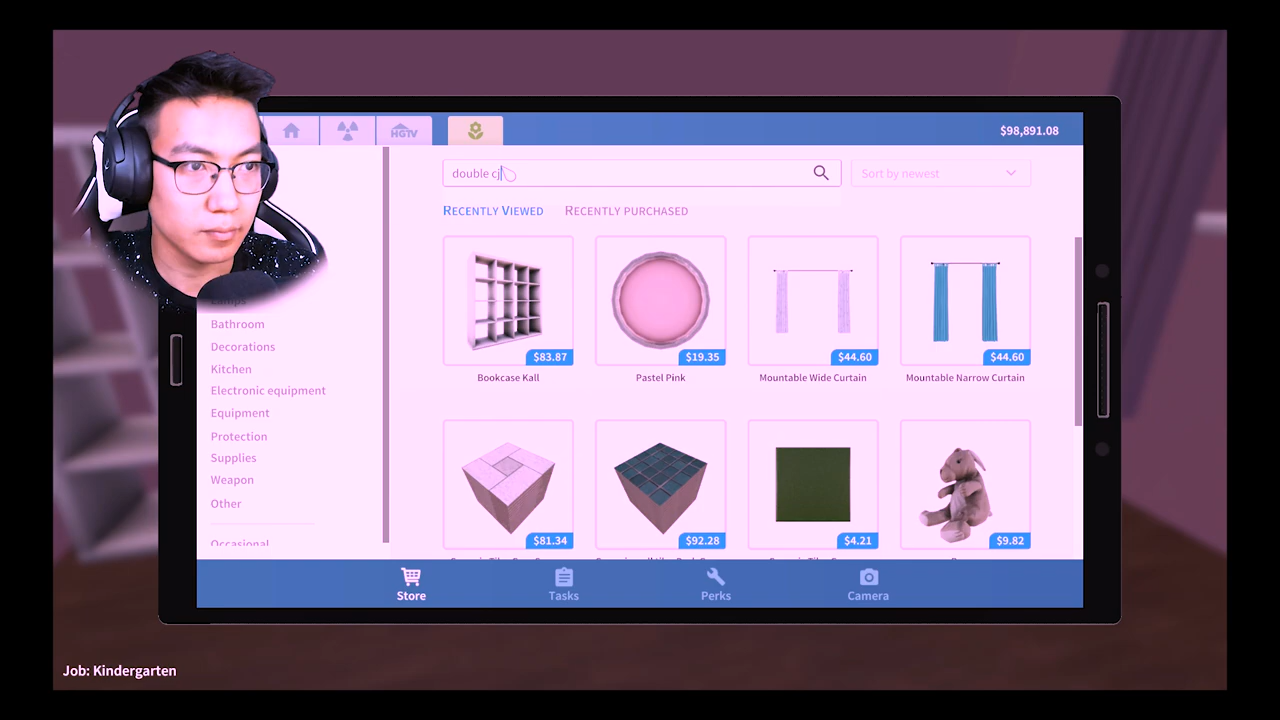 HGTV
$98,891.08
double cj
Sort by newest
RECENTLY VIEWED
RECENTLY PURCHASED
Lamps
Bathroom
Decorations
Kitchen
Electronic equipment
Equipment
Protection
Supplies
Weapon
Other
Occasional
$83.87
$19.35
$44.60
$44.60
Bookcase Kall
Pastel Pink
Mountable Wide Curtain
Mountable Narrow Curtain
$81.34
$92.28
$4.21
$9.82
Store
Tasks
Perks
Camera
Job: Kindergarten